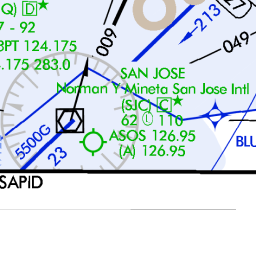 Q) D★
7 - 92
BPT 124.175
.175 283.0
009
213
049
SAN JOSE
Norman Y Mineta San Jose Intl
(SJC) C★
62 110
ASOS 126.95
(A) 126.95
5500G
23
BLU
SAPID